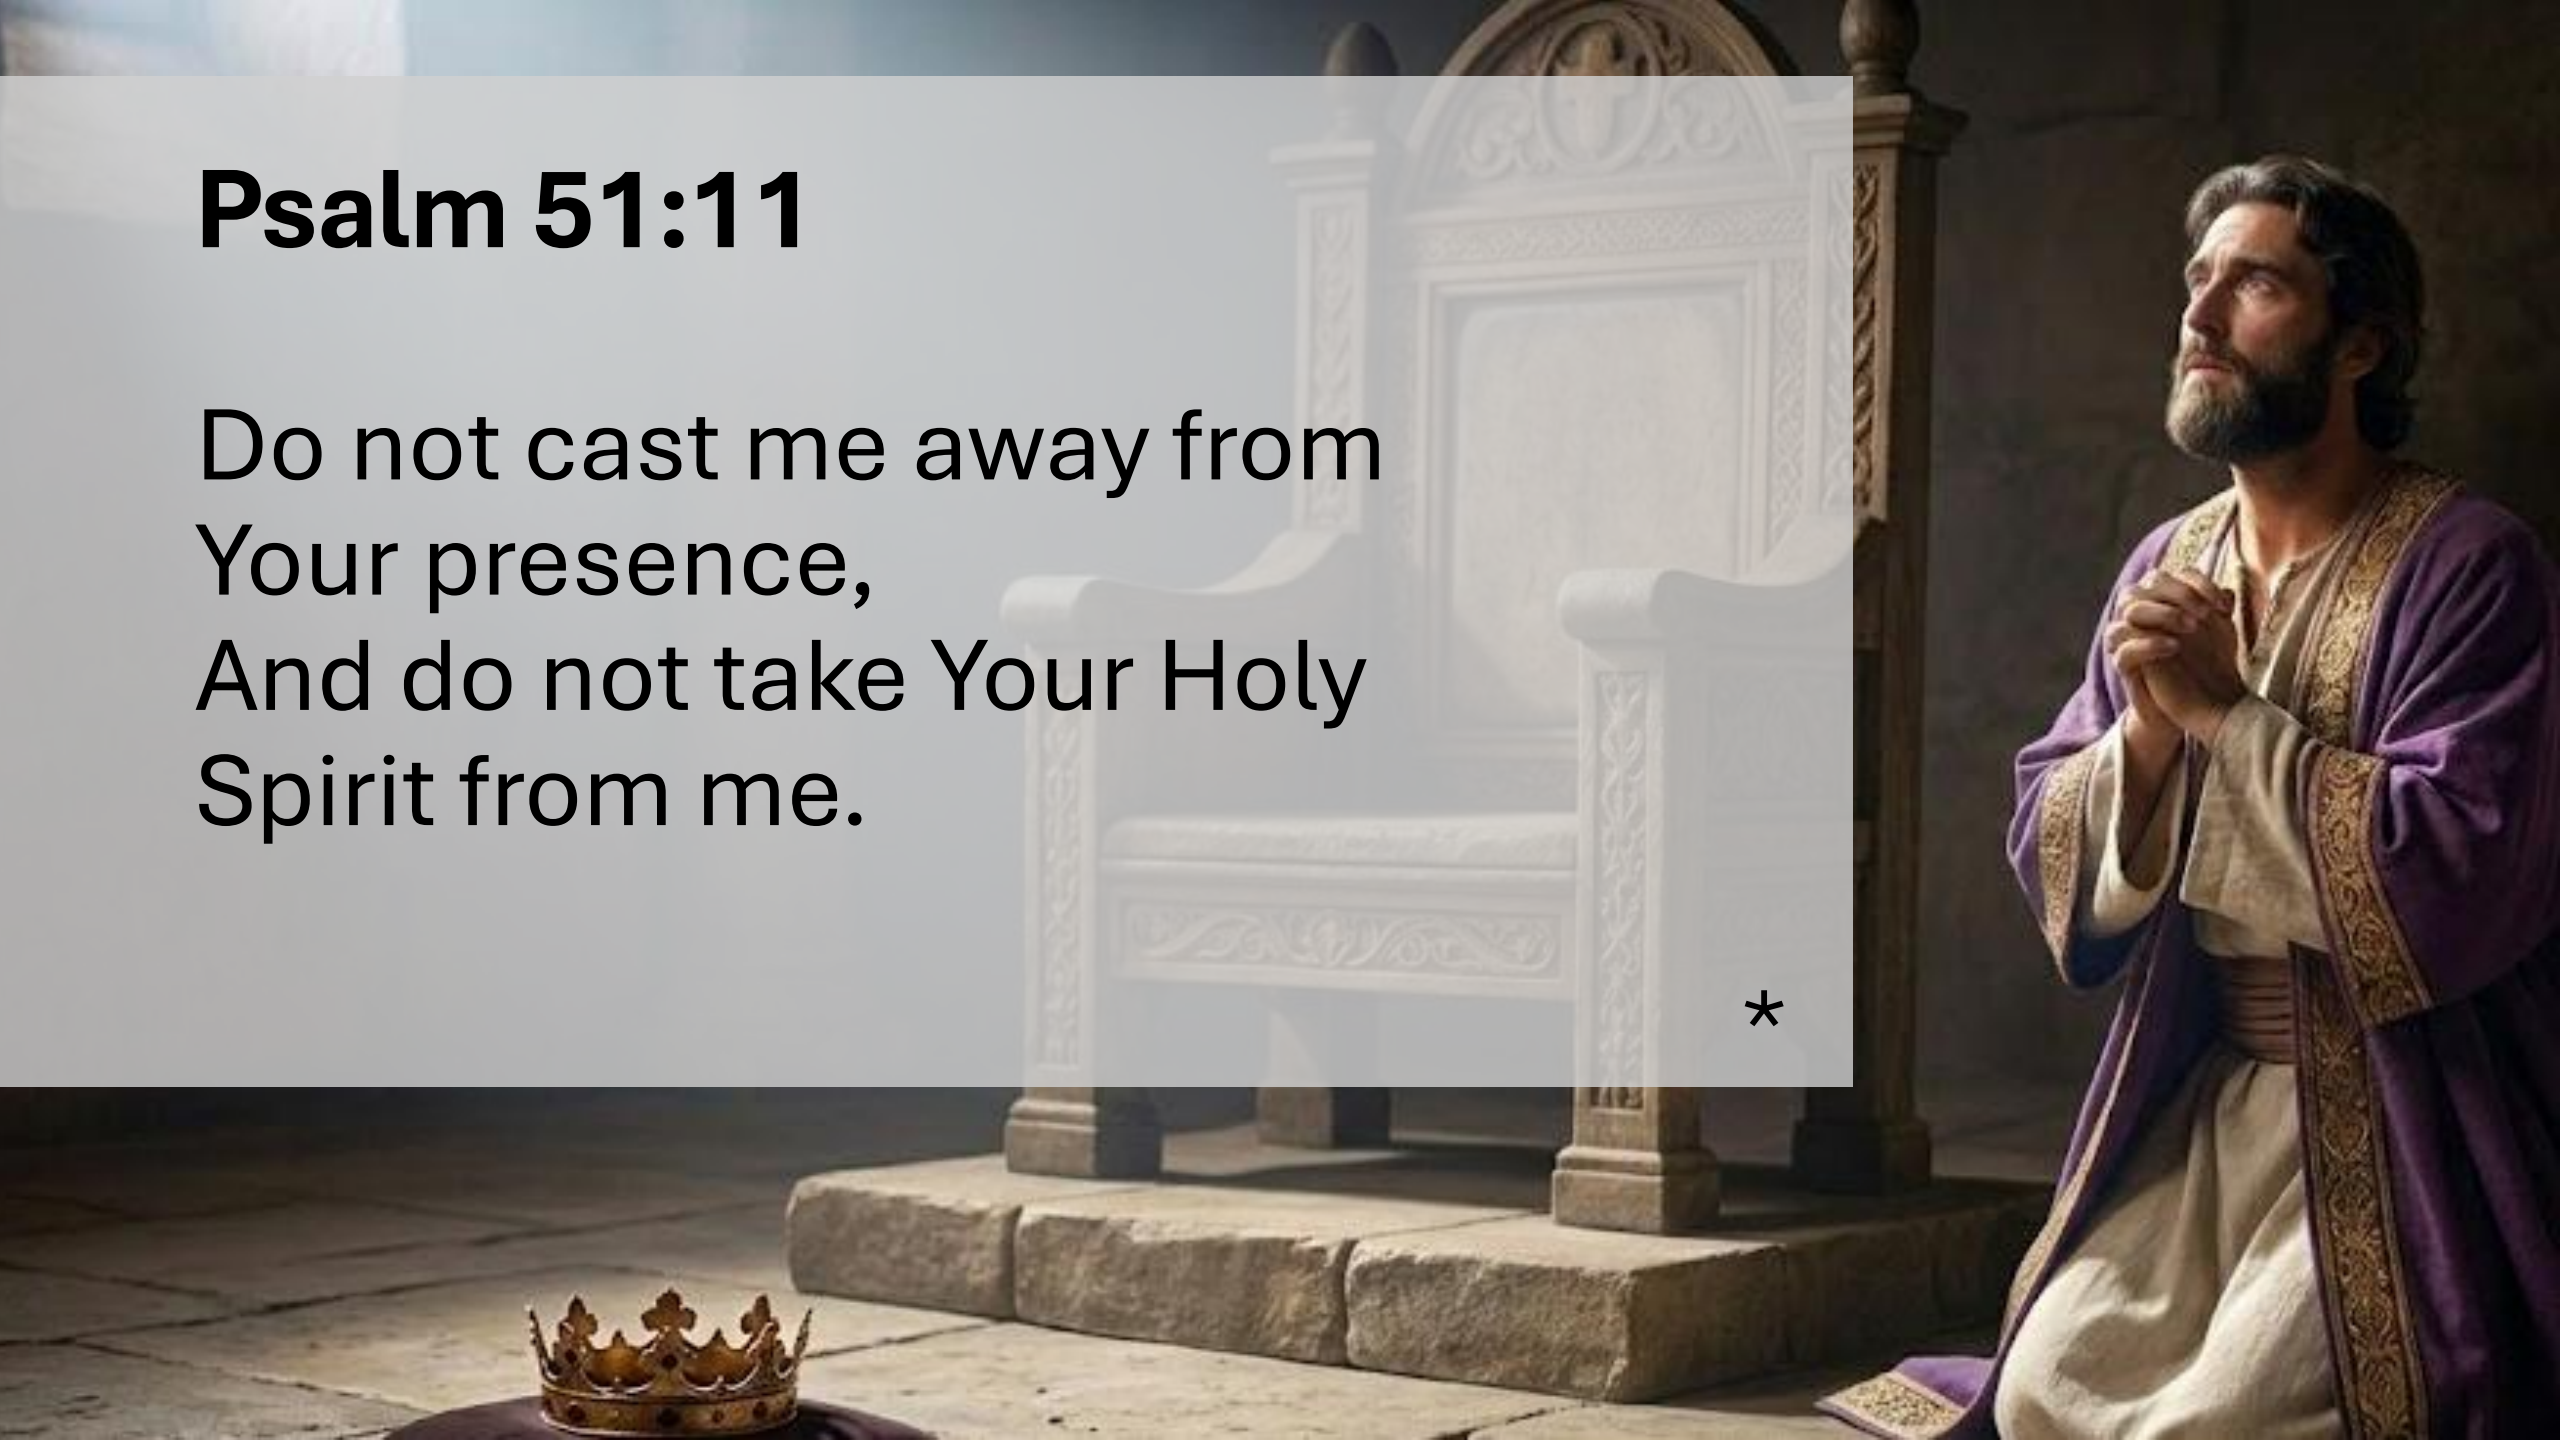 Psalm 51:11
Do not cast me away from
Your presence,
And do not take Your Holy
Spirit from me.
*